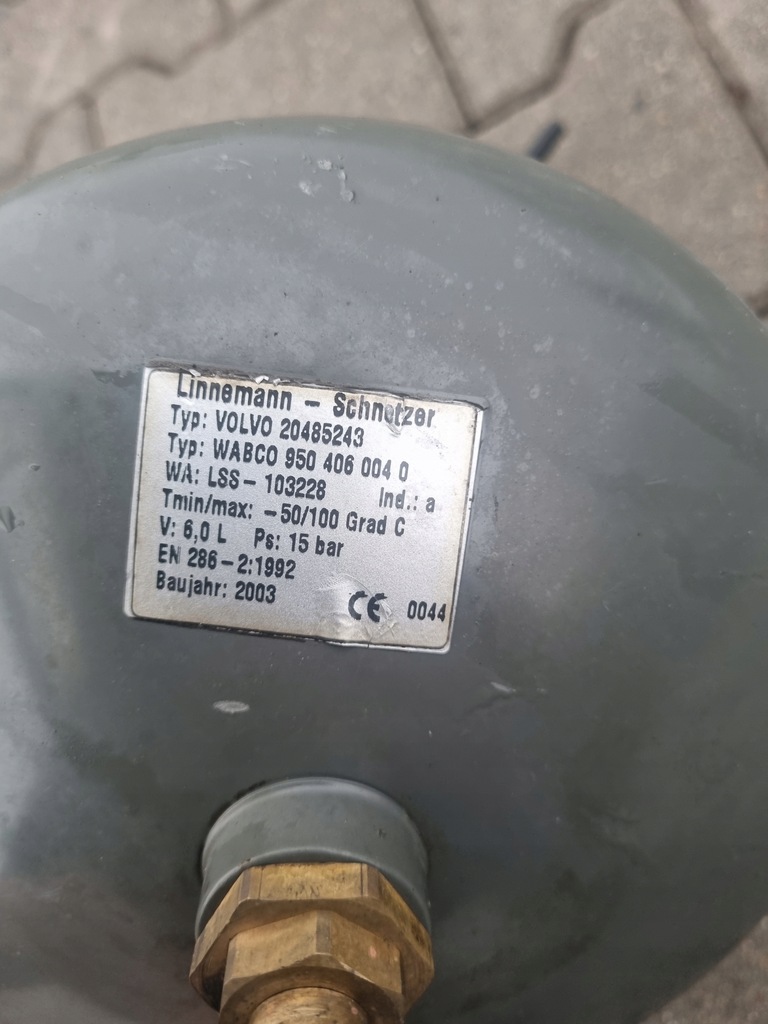 Linnemann - Schnetzer
Typ: VOLVO 20485243
Typ: WABCO 950 406 004 0
WA: LSS-103228 Ind.: a
Tmin/max: -50/100 Grad C
V: 6,0 L Ps: 15 bar
EN 286-2:1992
Baujahr: 2003 CE 0044